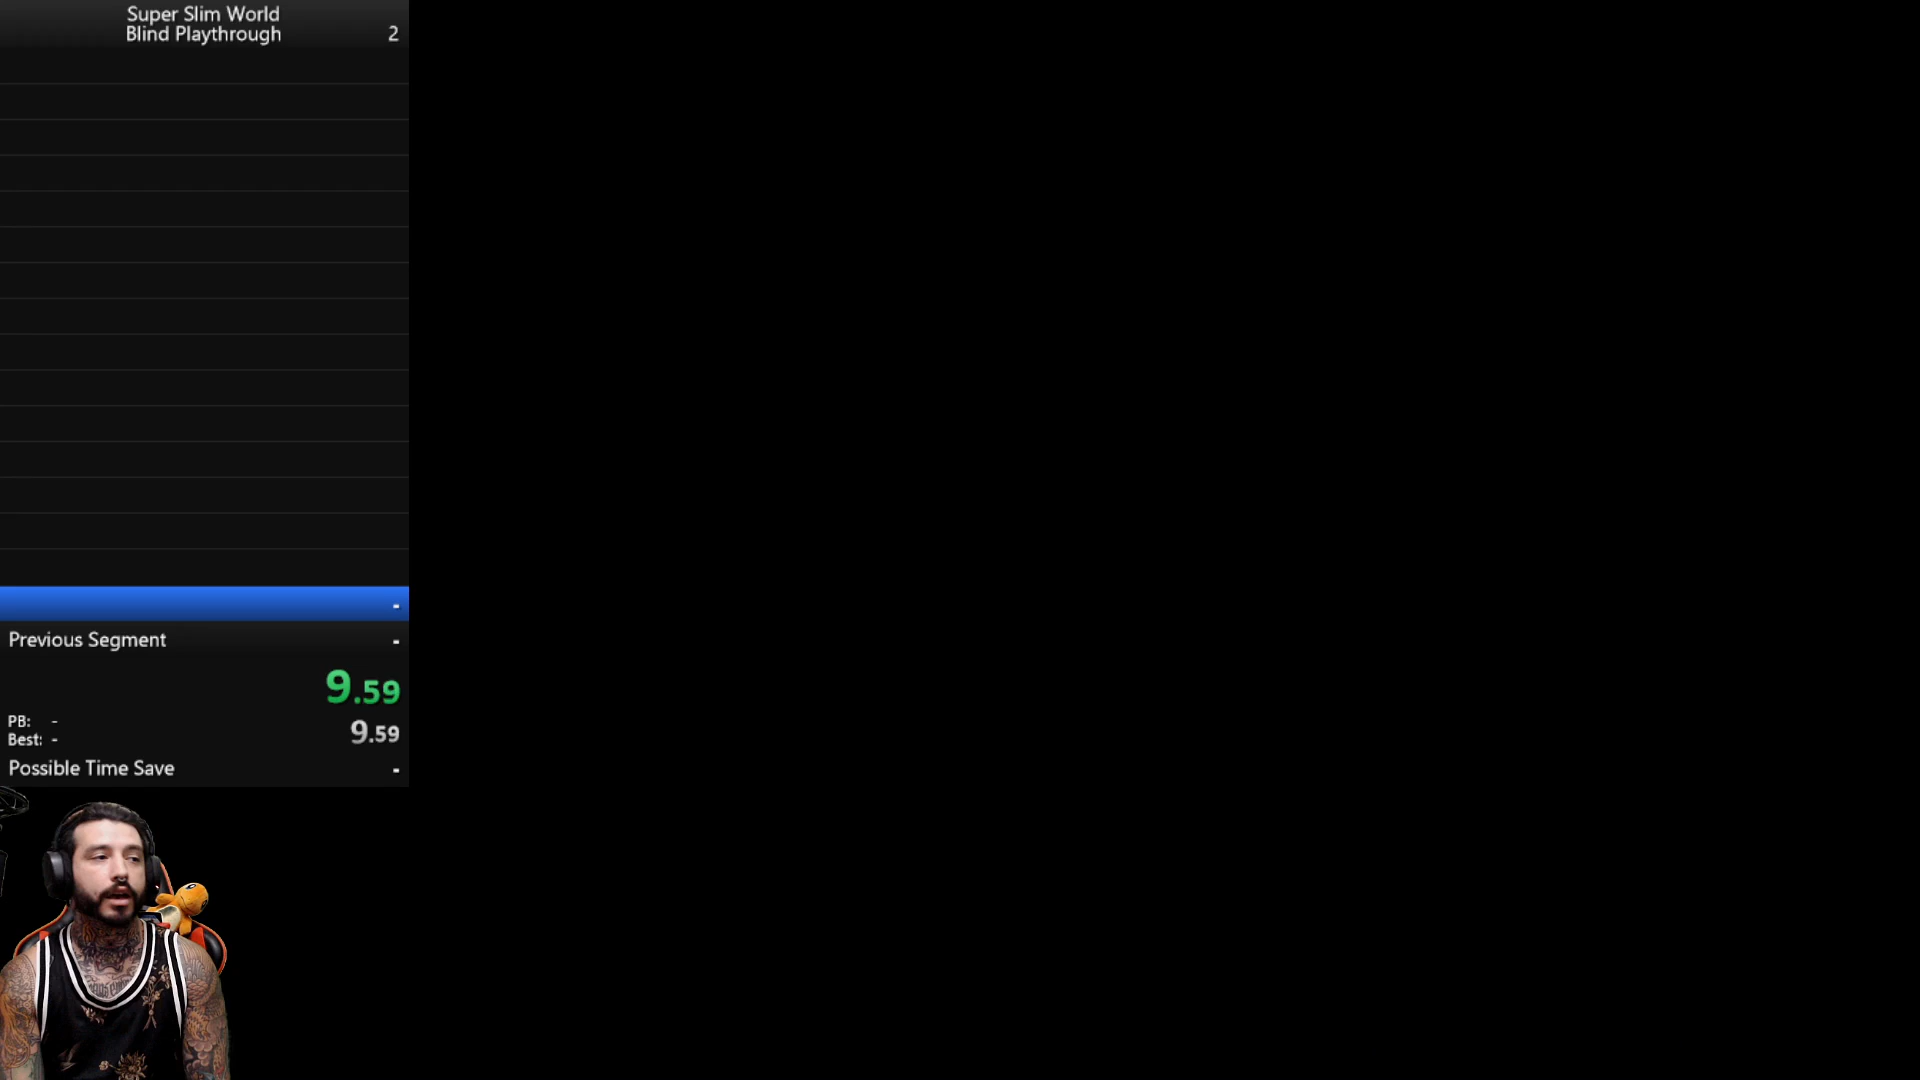 Super Slim World
Blind Playthrough 2
-
Previous Segment -
9.59
PB: -
Best: - 9.59
Possible Time Save -